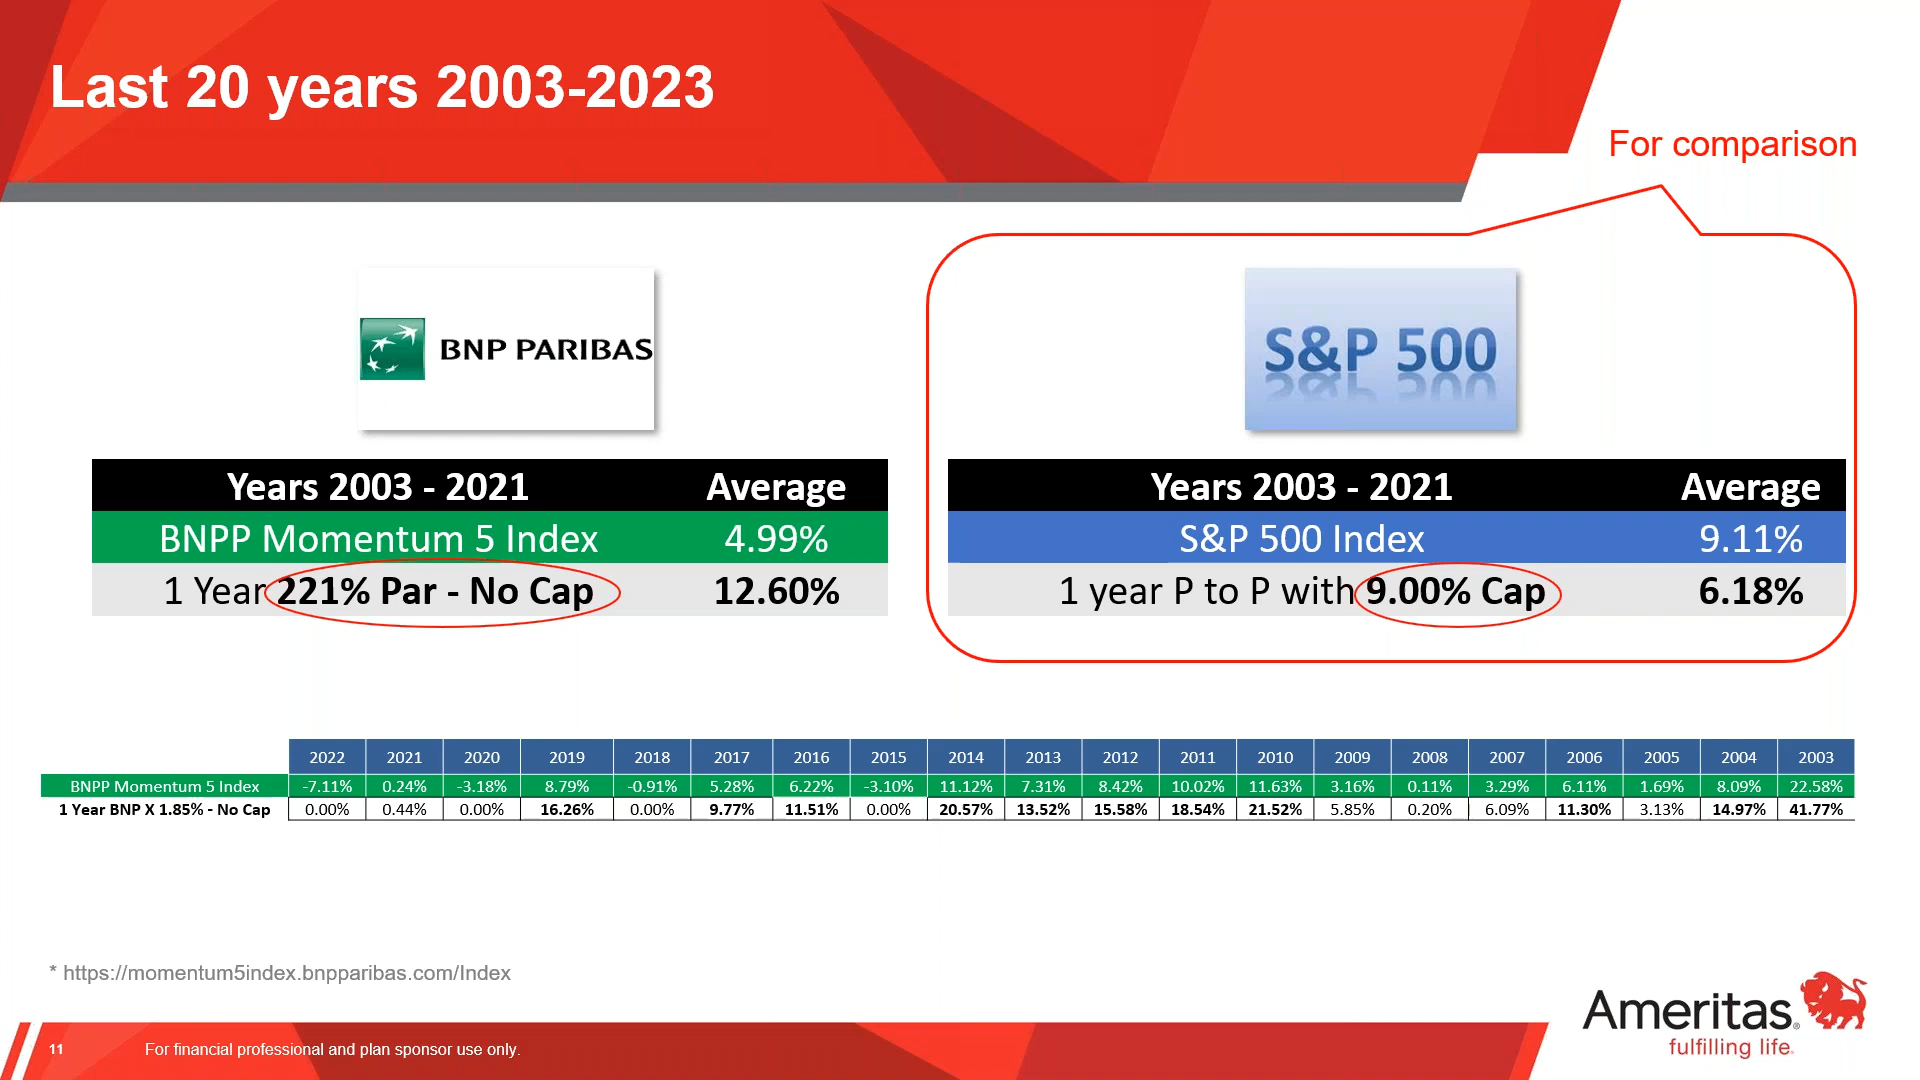 Last 20 years 2003-2023
For comparison
BNP PARIBAS
S&P 500
Years 2003 - 2021 Average
BNPP Momentum 5 Index 4.99%
1 Year 221% Par - No Cap 12.60%
Years 2003 - 2021 Average
S&P 500 Index 9.11%
1 year P to P with 9.00% Cap 6.18%
2022 2021 2020 2019 2018 2017 2016 2015 2014 2013 2012 2011 2010 2009 2008 2007 2006 2005 2004 2003
BNPP Momentum 5 Index -7.11% 0.24% -3.18% 8.79% -0.91% 5.28% 6.22% -3.10% 11.12% 7.31% 8.42% 10.02% 11.63% 3.16% 0.11% 3.29% 6.11% 1.69% 8.09% 22.58%
1 Year BNP X 1.85% - No Cap 0.00% 0.44% 0.00% 16.26% 0.00% 9.77% 11.51% 0.00% 20.57% 13.52% 15.58% 18.54% 21.52% 5.85% 0.20% 6.09% 11.30% 3.13% 14.97% 41.77%
* https://momentum5index.bnpparibas.com/Index
Ameritas®
fulfilling life.
11 For financial professional and plan sponsor use only.